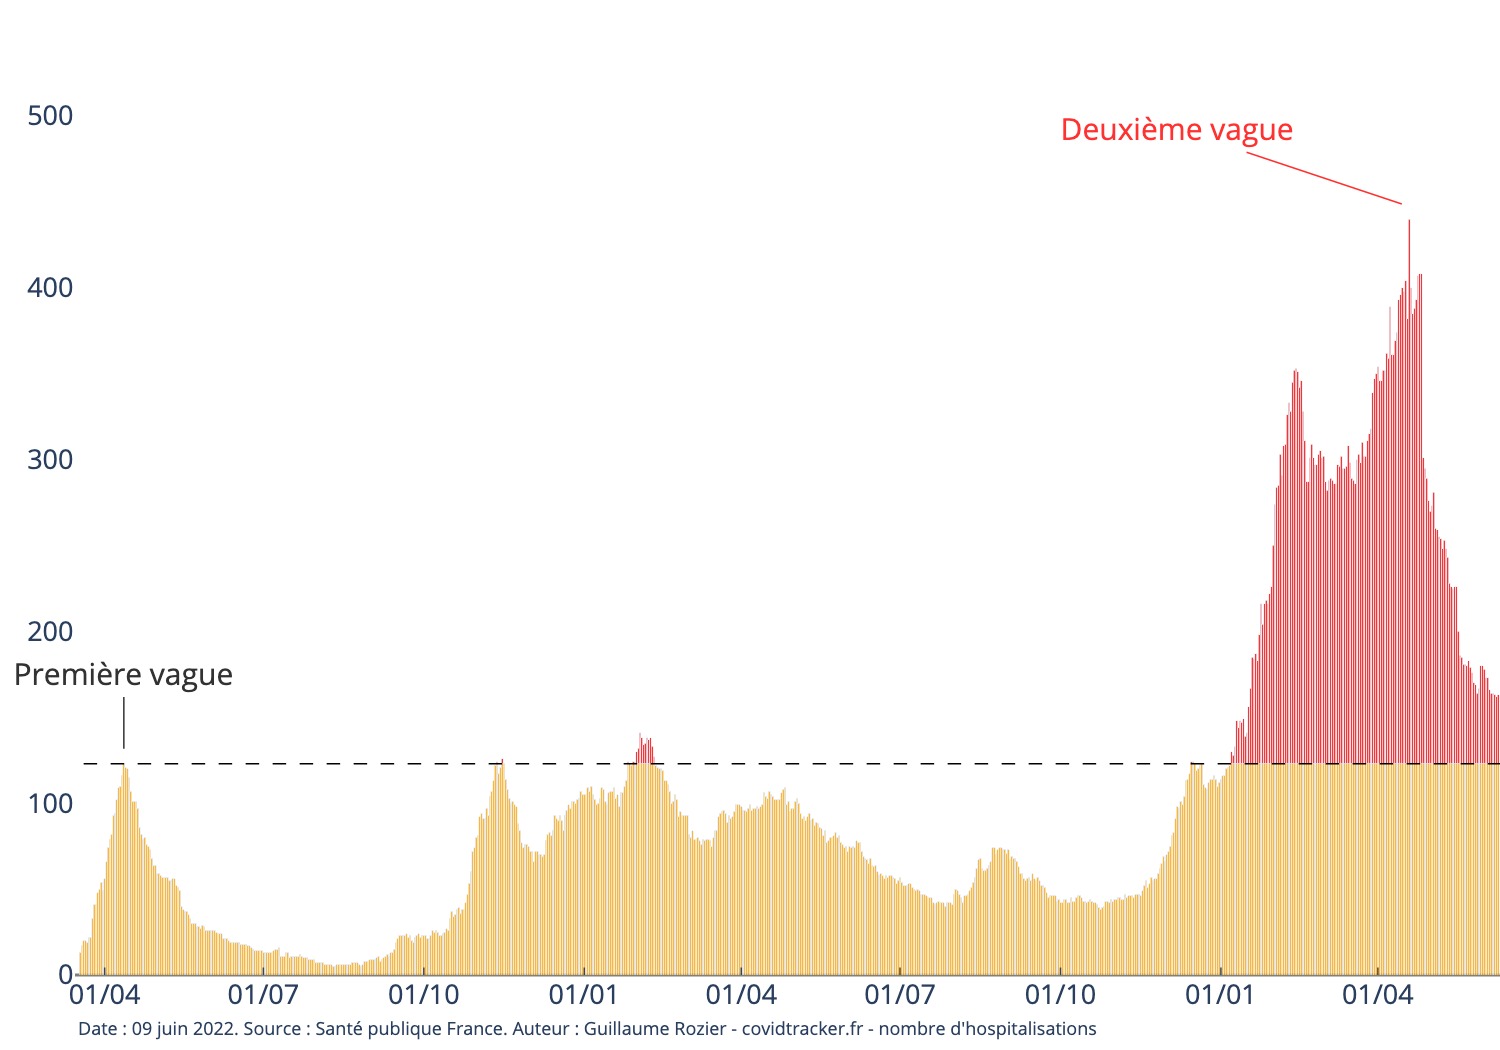 500
Deuxième vague
400
300
200
Première vague
100
0
01/04 01/07 01/10 01/01 01/04 01/07 01/10 01/01 01/04
Date : 09 juin 2022. Source : Santé publique France. Auteur : Guillaume Rozier - covidtracker.fr - nombre d'hospitalisations